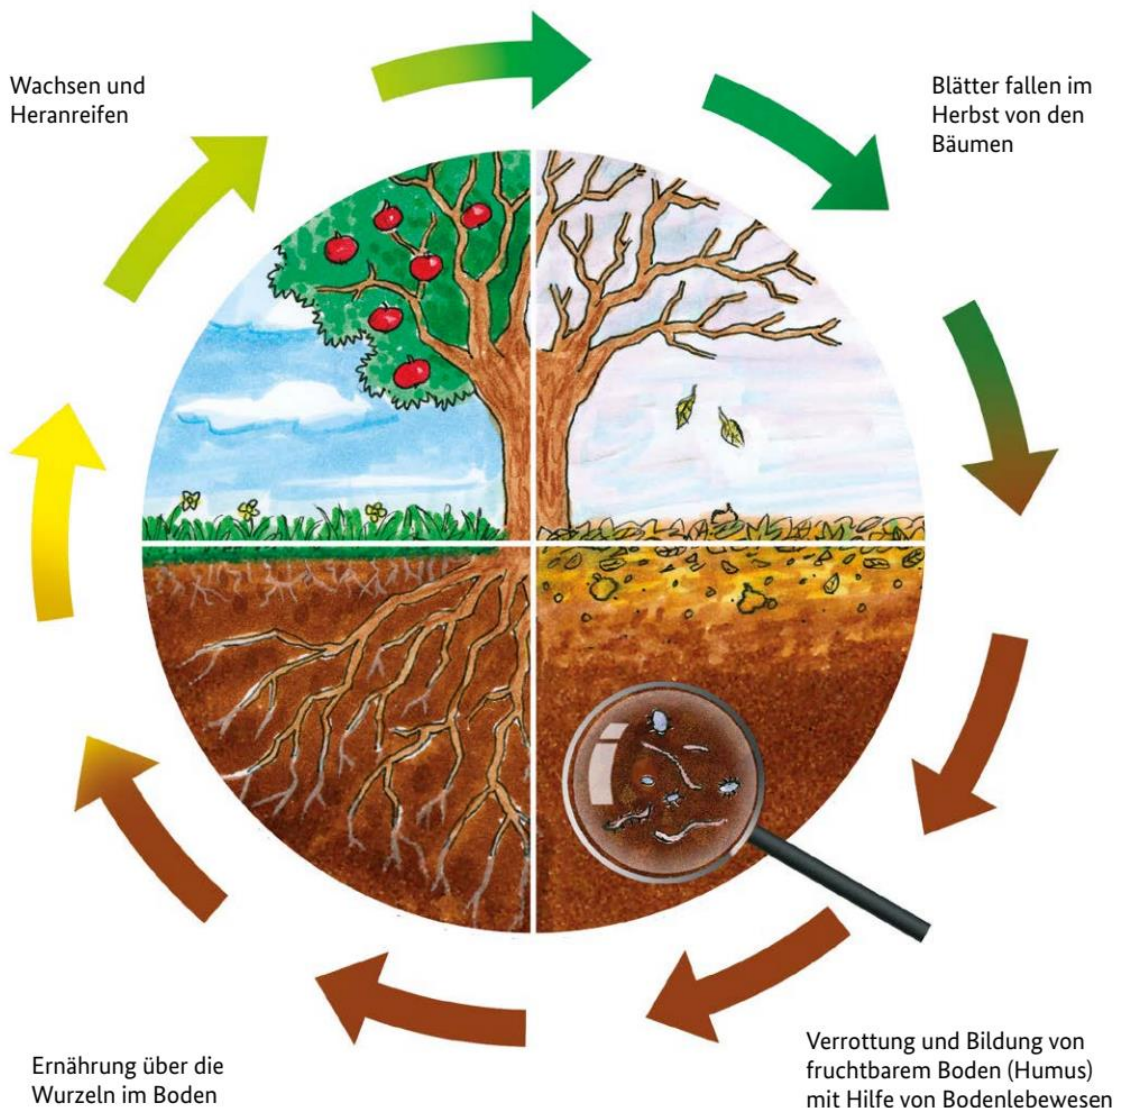 Wachsen und
Heranreifen
Blätter fallen im
Herbst von den
Bäumen
Ernährung über die
Wurzeln im Boden
Verrottung und Bildung von
fruchtbarem Boden (Humus)
mit Hilfe von Bodenlebewesen